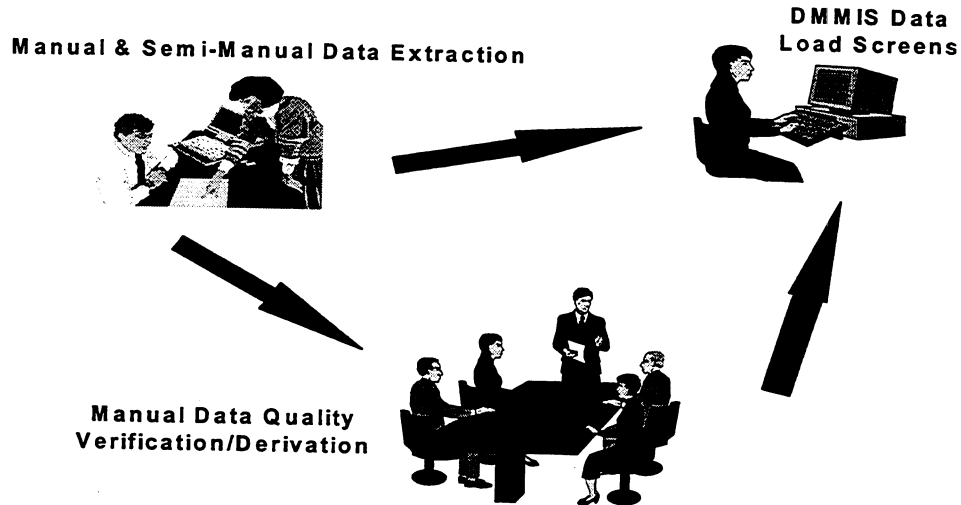 Manual & Semi-Manual Data Extraction
DMMIS Data
Load Screens
Manual Data Quality
Verification/Derivation